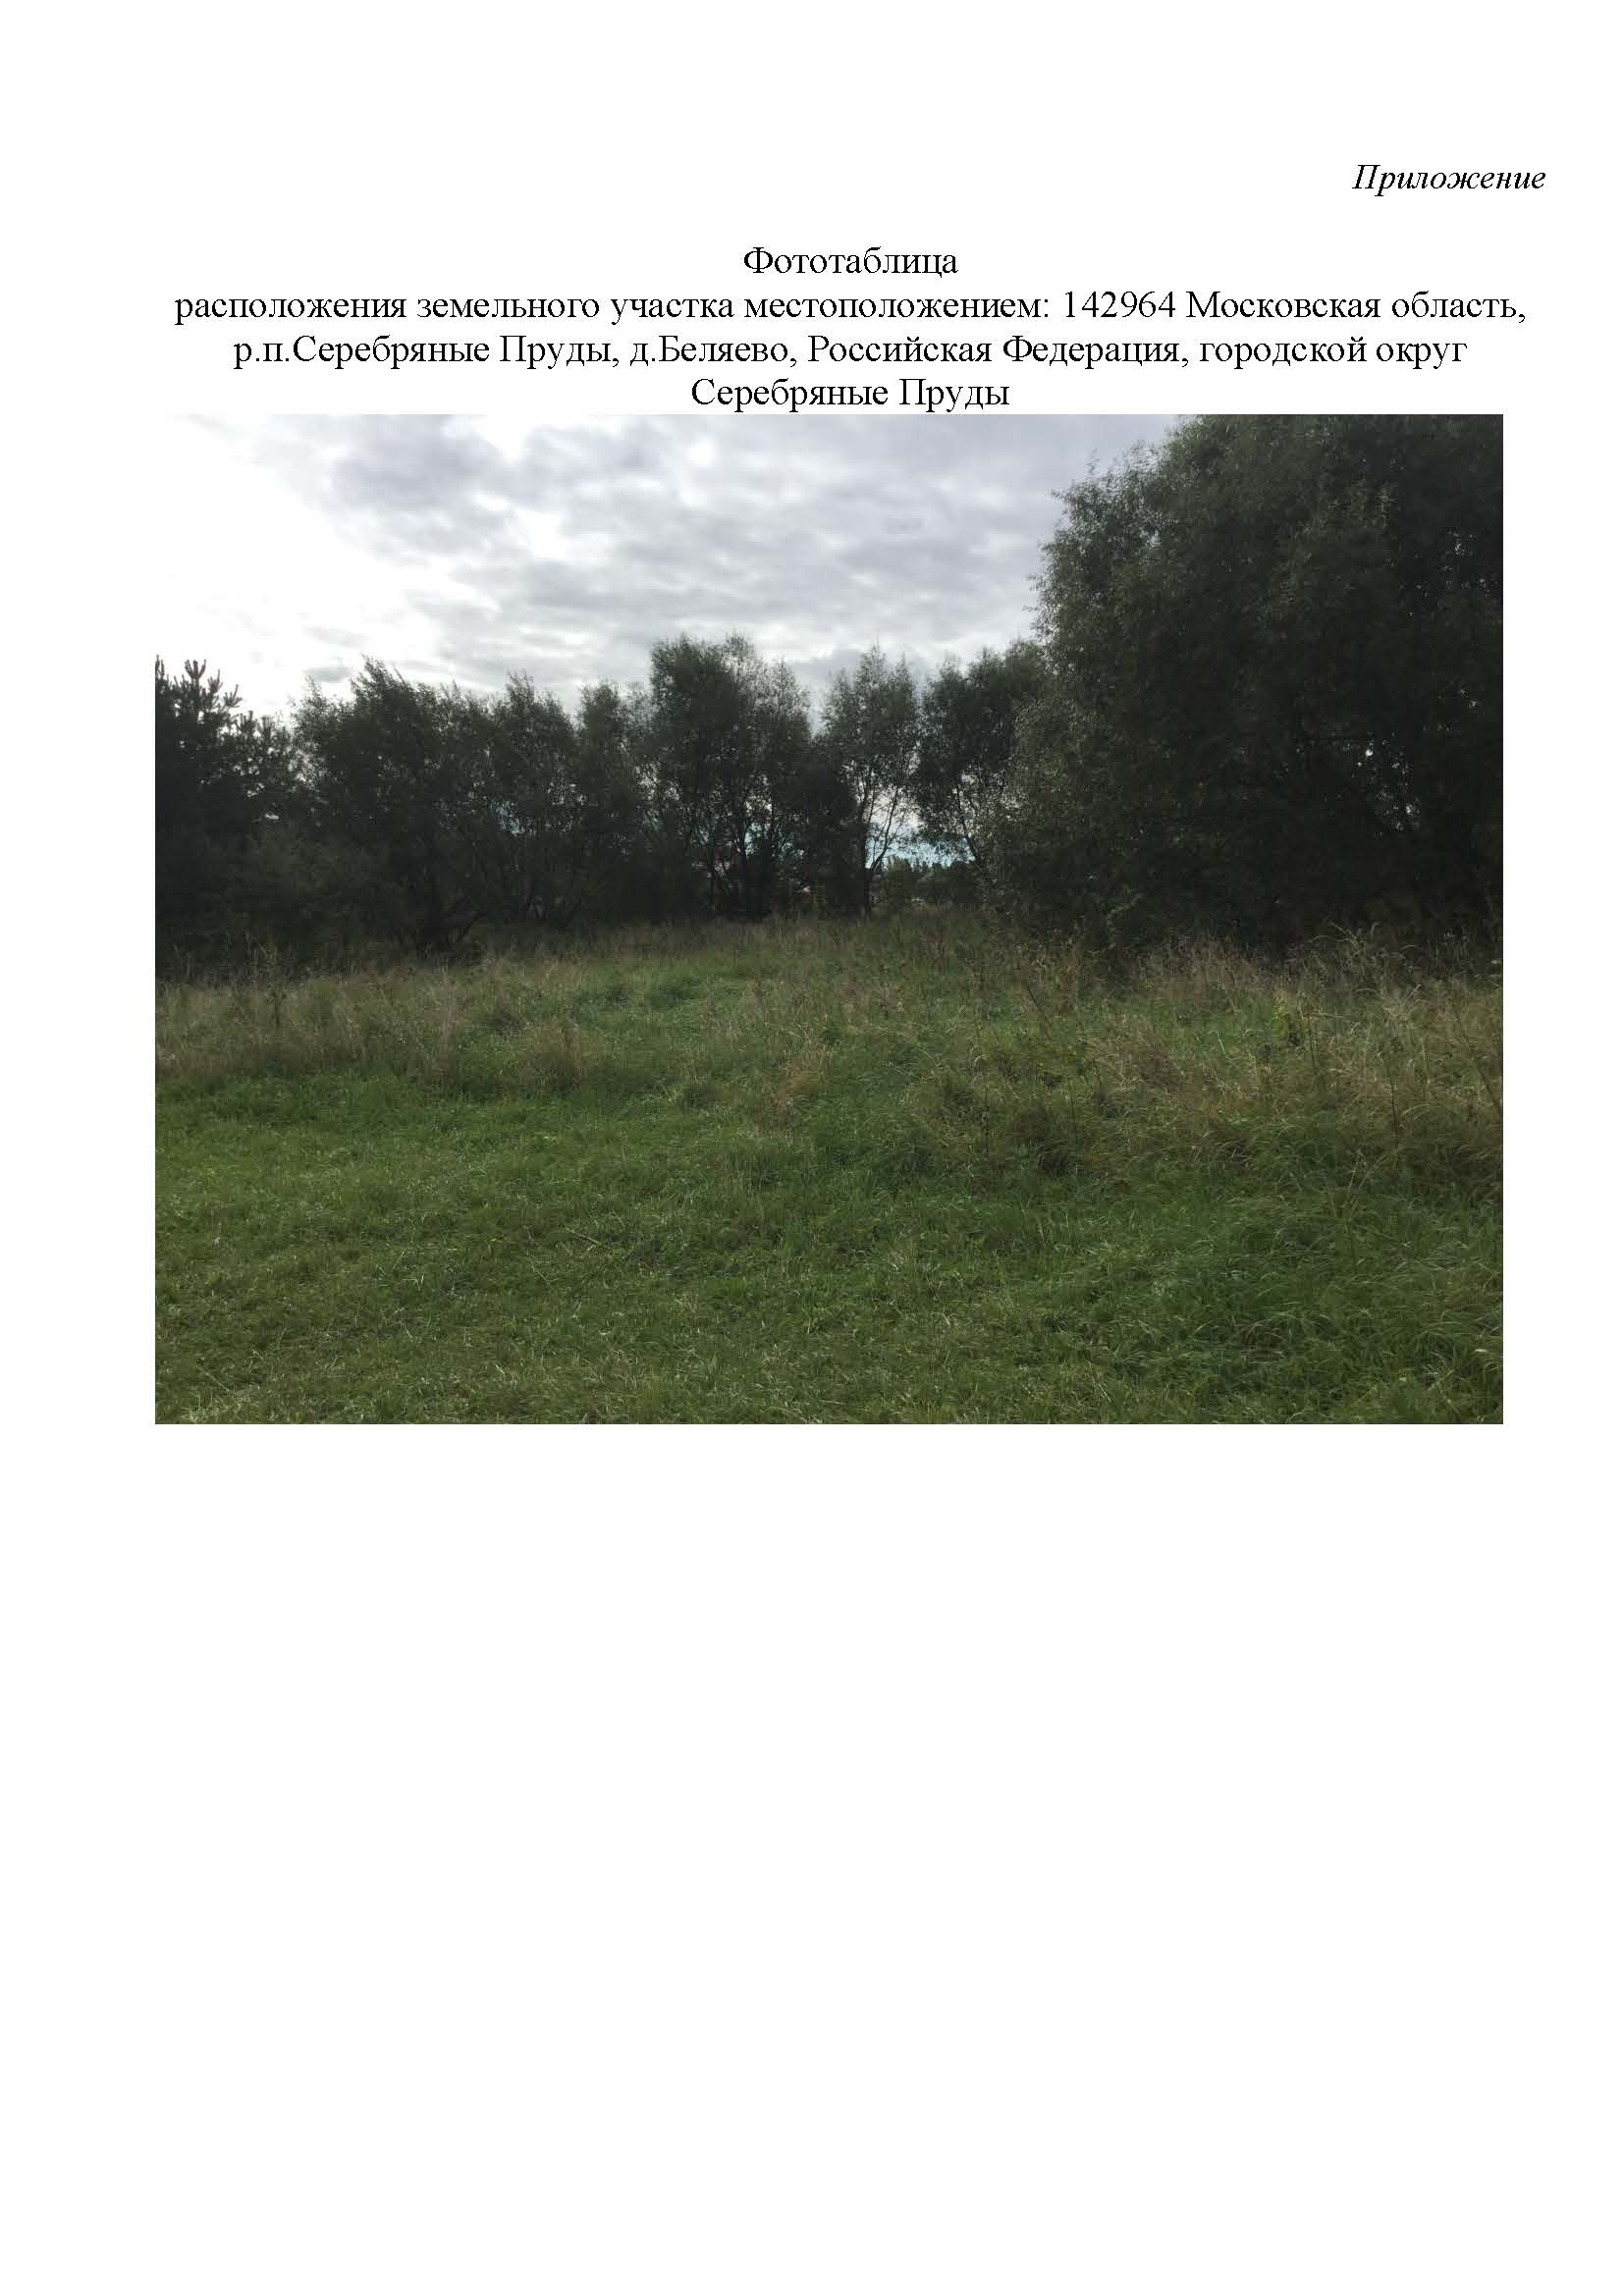 Приложение
Фототаблица
расположения земельного участка местоположением: 142964 Московская область,
р.п.Серебряные Пруды, д.Беляево, Российская Федерация, городской округ
Серебряные Пруды